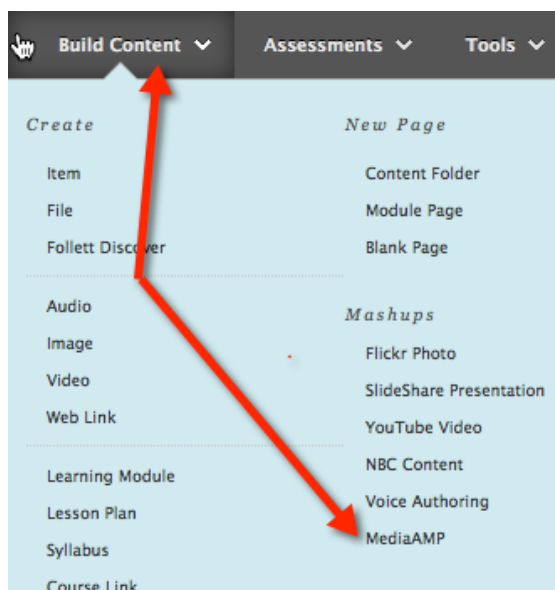 Build Content Assessments Tools
Create
Item
File
Follett Discover
Audio
Image
Video
Web Link
Learning Module
Lesson Plan
Syllabus
Course Link
New Page
Content Folder
Module Page
Blank Page
Mashups
Flickr Photo
SlideShare Presentation
YouTube Video
NBC Content
Voice Authoring
MediaAMP